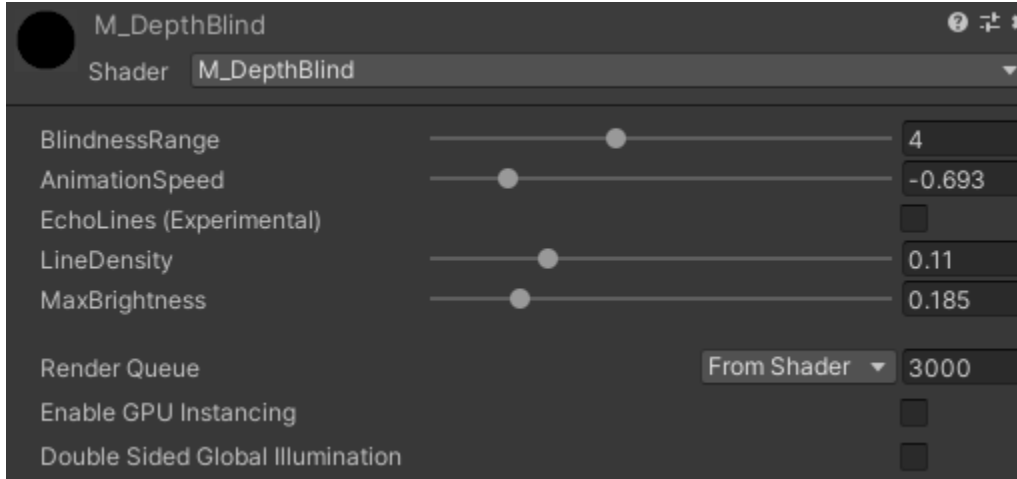 M_DepthBlind
Shader M_DepthBlind
BlindnessRange 4
AnimationSpeed -0.693
EchoLines (Experimental)
LineDensity 0.11
MaxBrightness 0.185
Render Queue From Shader 3000
Enable GPU Instancing
Double Sided Global Illumination